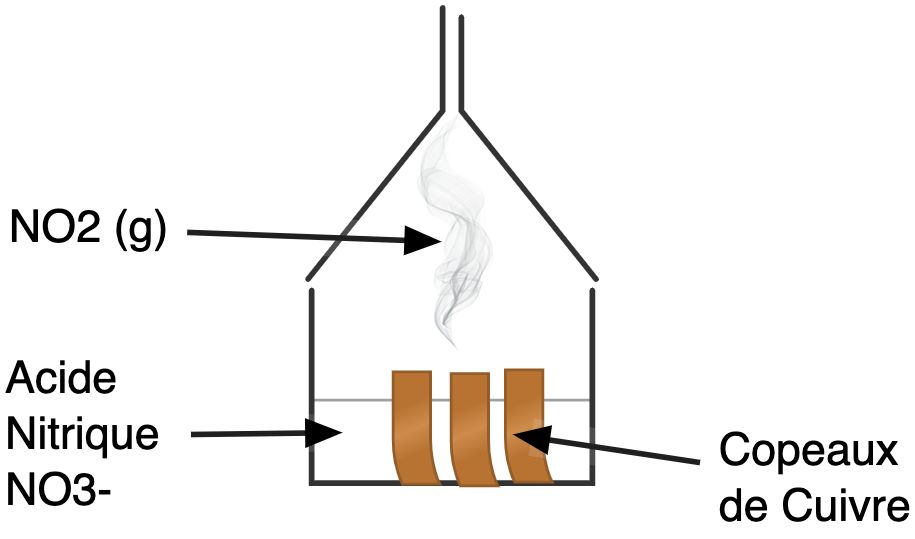 NO2 (g)
Acide
Nitrique
NO3-
Copeaux
de Cuivre